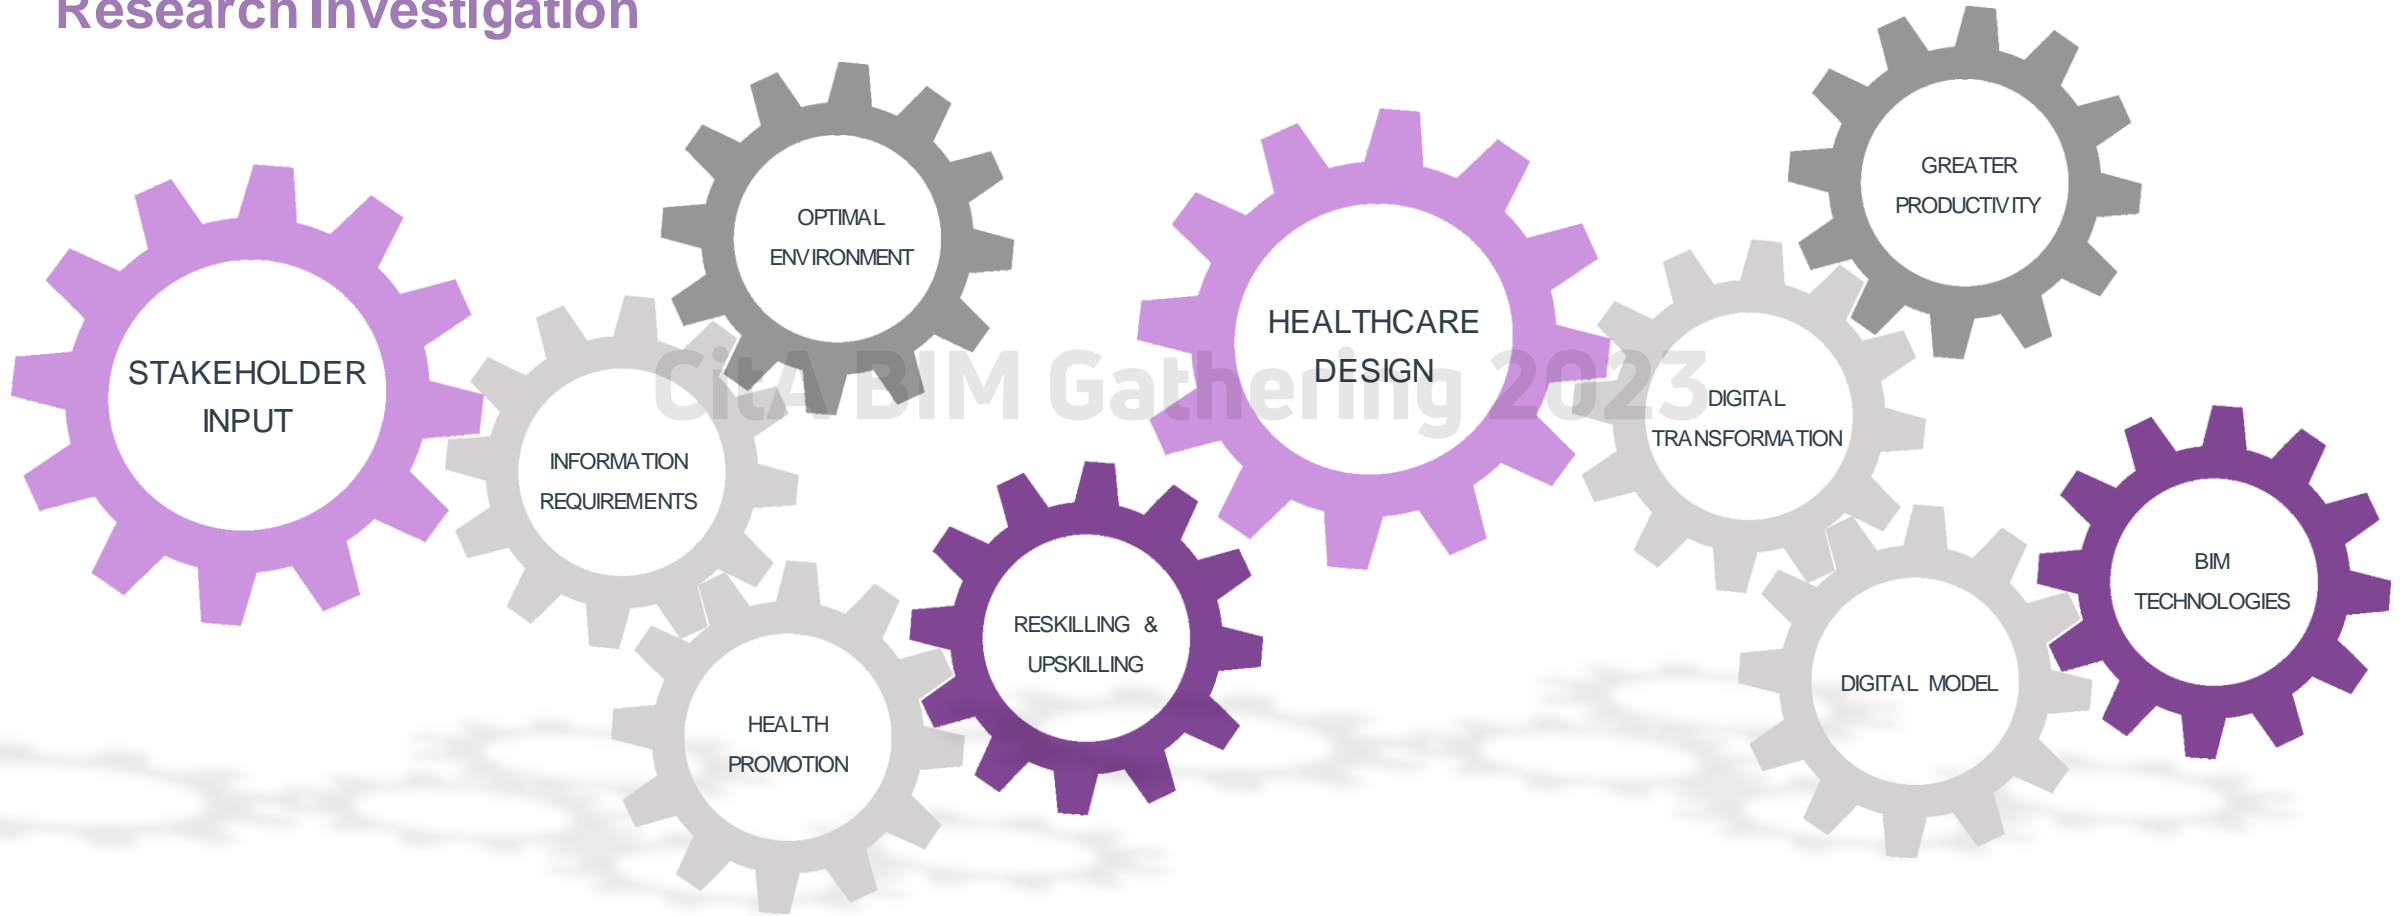 Research Investigation
STAKEHOLDER
INPUT
INFORMATION
REQUIREMENTS
OPTIMAL
ENVIRONMENT
HEALTH
PROMOTION
RESKILLING &
UPSKILLING
HEALTHCARE
DESIGN
DIGITAL
TRANSFORMATION
GREATER
PRODUCTIVITY
DIGITAL MODEL
BIM
TECHNOLOGIES
CitA BIM Gathering 2023